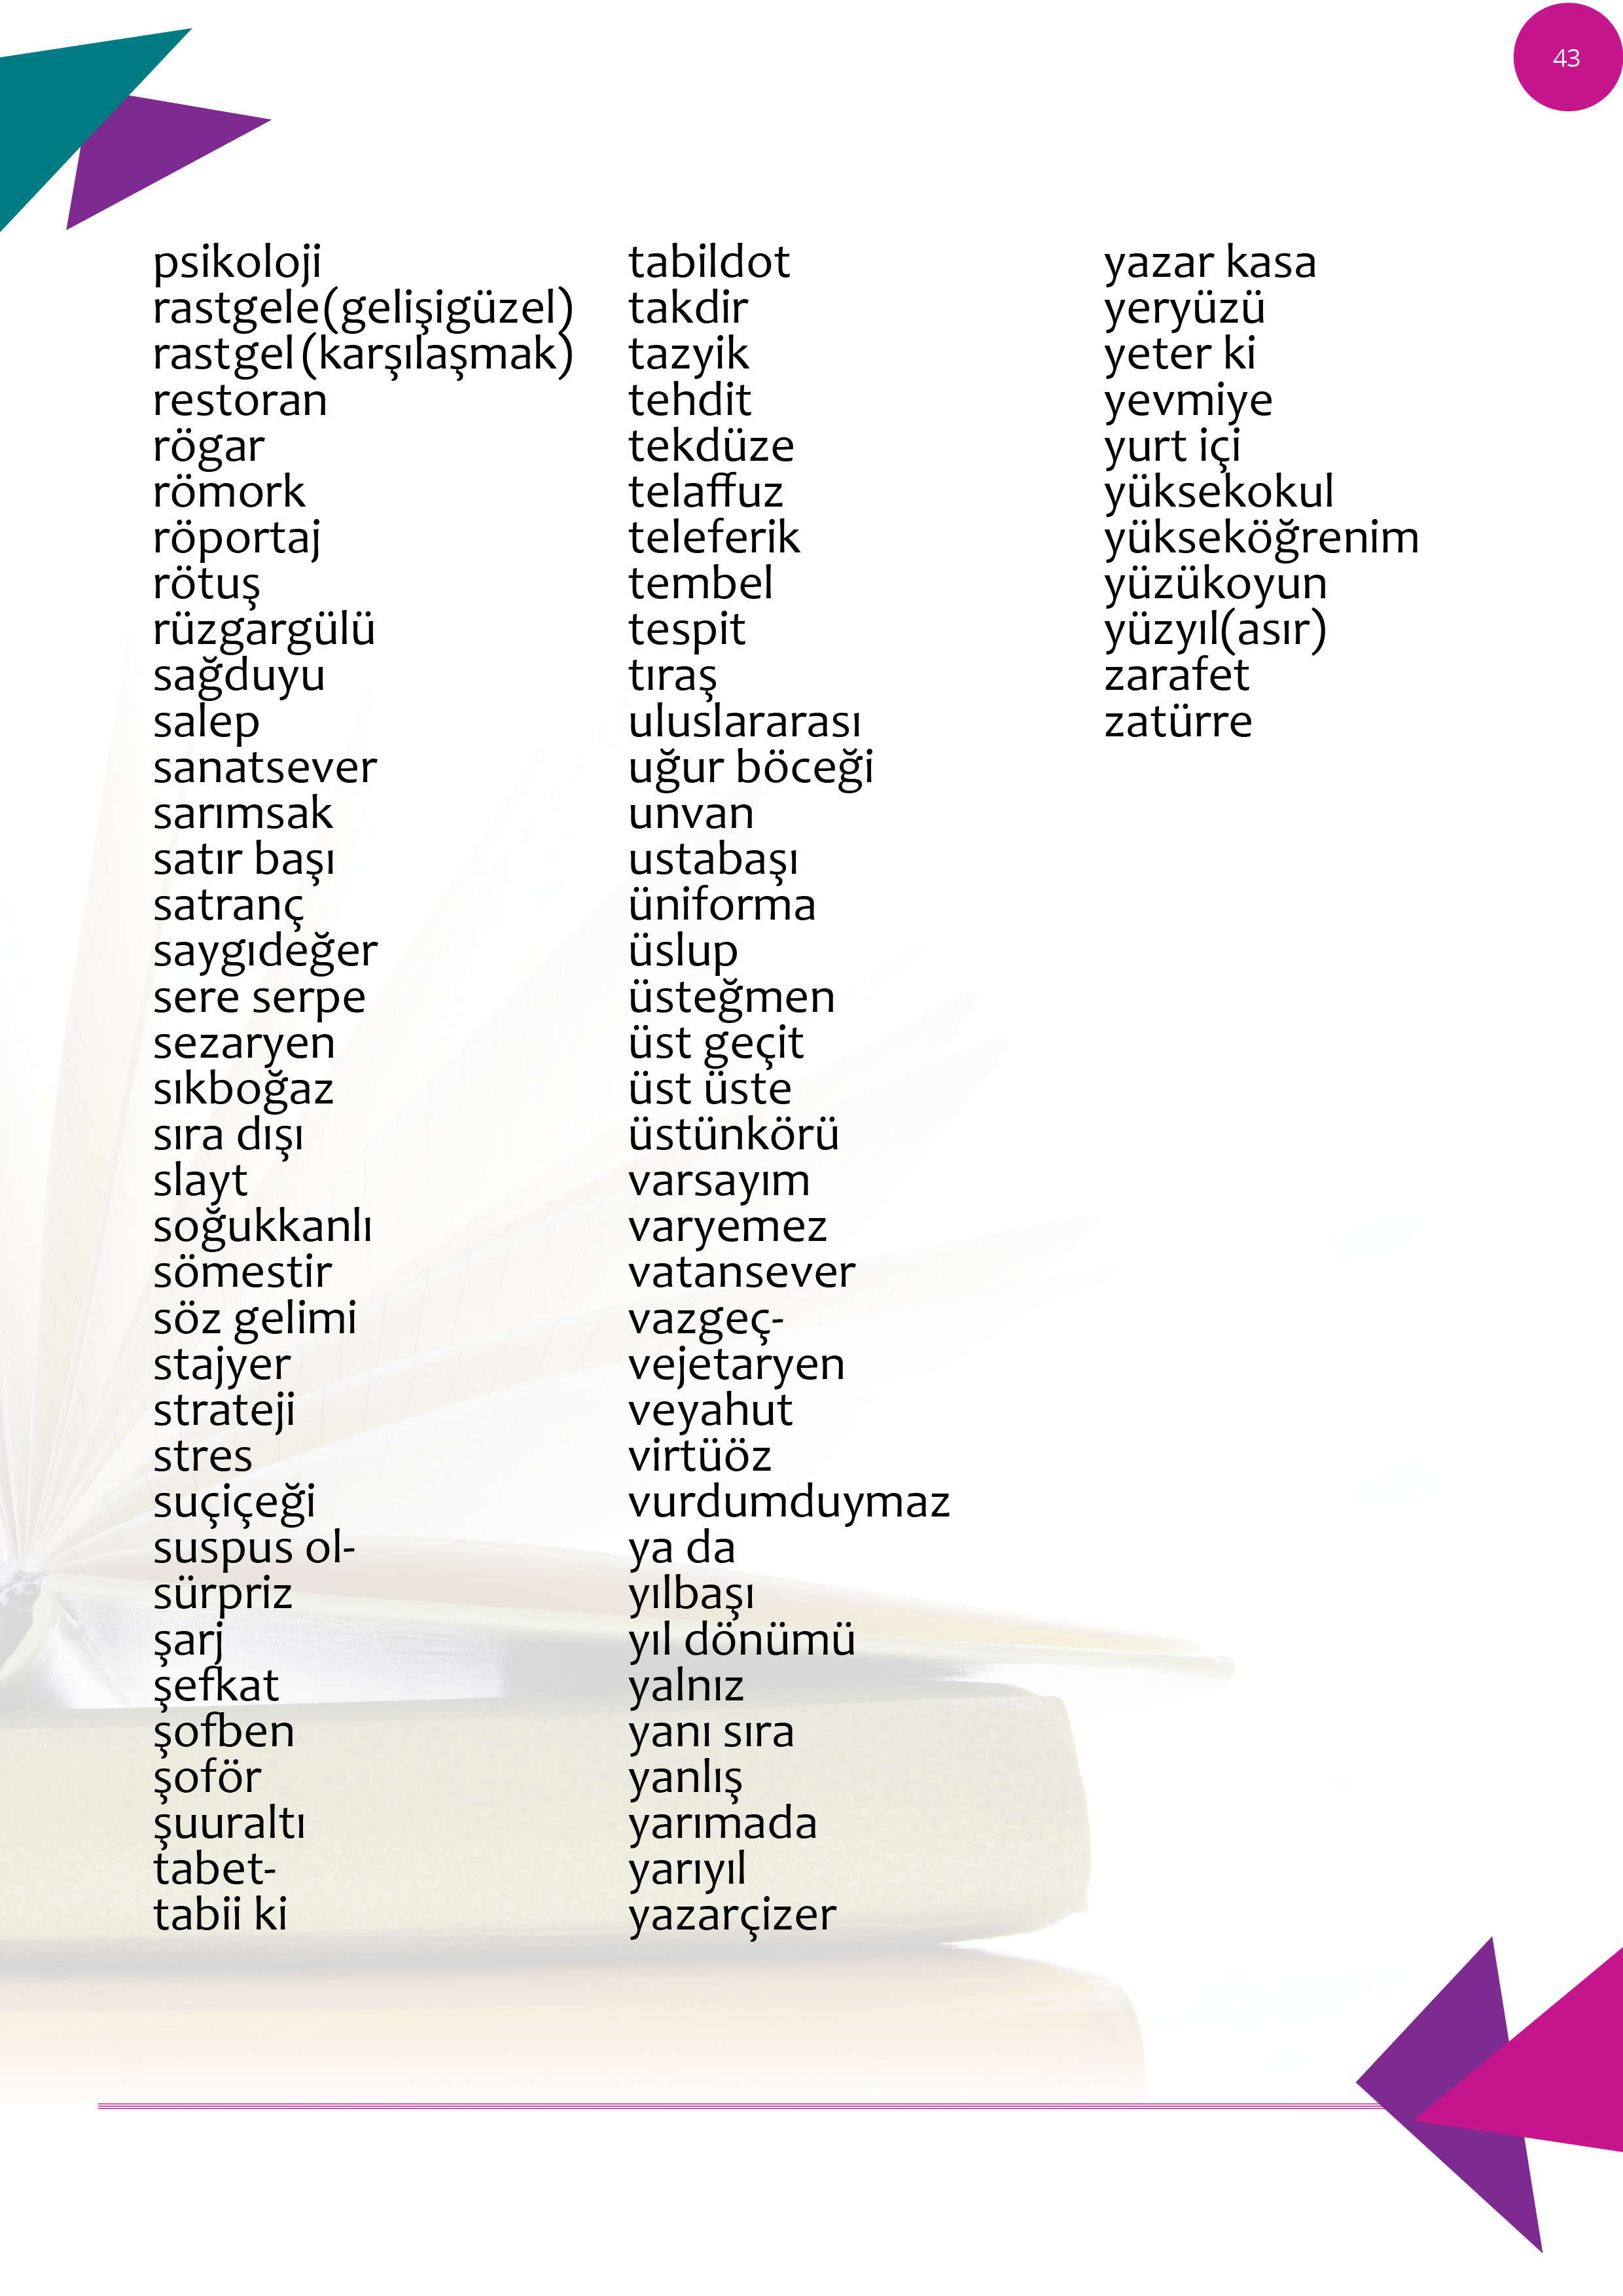 43
psikoloji
rastgele(gelişigüzel)
rastgel(karşılaşmak)
restoran
rögar
römork
röportaj
rötuş
rüzgargülü
sağduyu
salep
sanatsever
sarımsak
satır başı
satranç
saygıdeğer
sere serpe
sezaryen
sıkboğaz
sıra dışı
slayt
soğukkanlı
sömestir
söz gelimi
stajyer
strateji
stres
suçiçeği
suspus ol-
sürpriz
şarj
şefkat
şofben
şoför
şuuraltı
tabet-
tabii ki
tabildot
takdir
tazyik
tehdit
tekdüze
telaffuz
teleferik
tembel
tespit
tıraş
uluslararası
uğur böceği
unvan
ustabaşı
üniforma
üslup
üsteğmen
üst geçit
üst üste
üstünkörü
varsayım
varyemez
vatansever
vazgeç-
vejetaryen
veyahut
virtüöz
vurdumduymaz
ya da
yılbaşı
yıl dönümü
yalnız
yanı sıra
yanlış
yarımada
yarıyıl
yazarçizer
yazar kasa
yeryüzü
yeter ki
yevmiye
yurt içi
yüksekokul
yükseköğrenim
yüzükoyun
yüzyıl(asır)
zarafet
zatürre